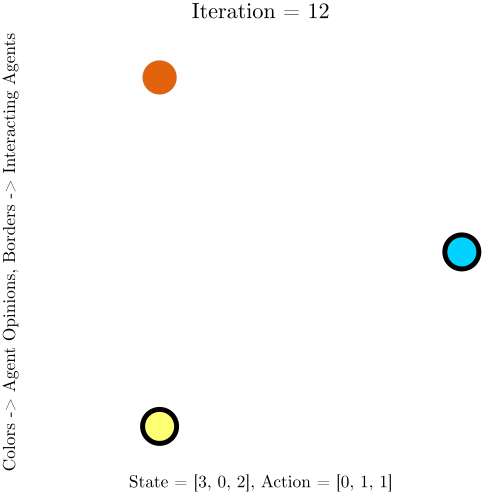 Iteration = 12
Colors -> Agent Opinions, Borders -> Interacting Agents
State = [3, 0, 2], Action = [0, 1, 1]